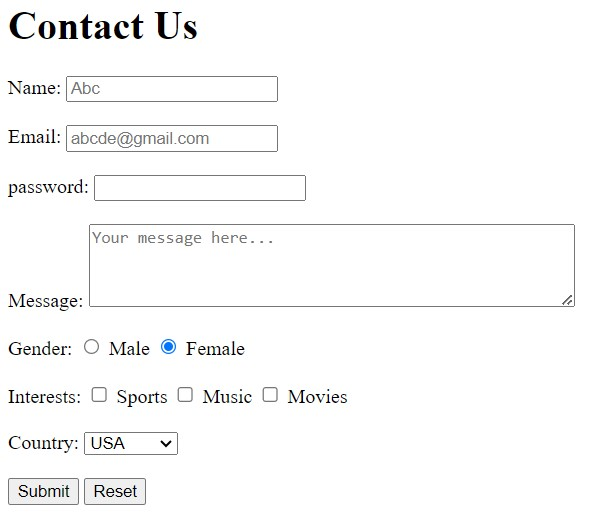 Contact Us
Name: Abc
Email: abcde@gmail.com
password:
Your message here...
Message:
Gender: Male Female
Interests: Sports Music Movies
Country: USA
Submit Reset